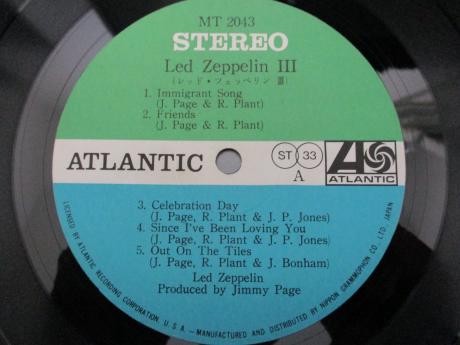 MT 2043
STEREO
Led Zeppelin III
(レッド・ツェッペリン Ⅲ)
1. Immigrant Song
(J. Page & R. Plant)
2. Friends
(J. Page & R. Plant)
ATLANTIC
ST 33
A
ATLANTIC
3. Celebration Day
(J. Page, R. Plant & J. P. Jones)
4. Since I've Been Loving You
(J. Page, R. Plant & J. P. Jones)
5. Out On The Tiles
(J. Page, R. Plant & J. Bonham)
Led Zeppelin
Produced by Jimmy Page
LICENSED BY ATLANTIC RECORDING CORPORATION, U.S.A.–MANUFACTURED AND DISTRIBUTED BY NIPPON GRAMMOPHON CO., LTD. JAPAN